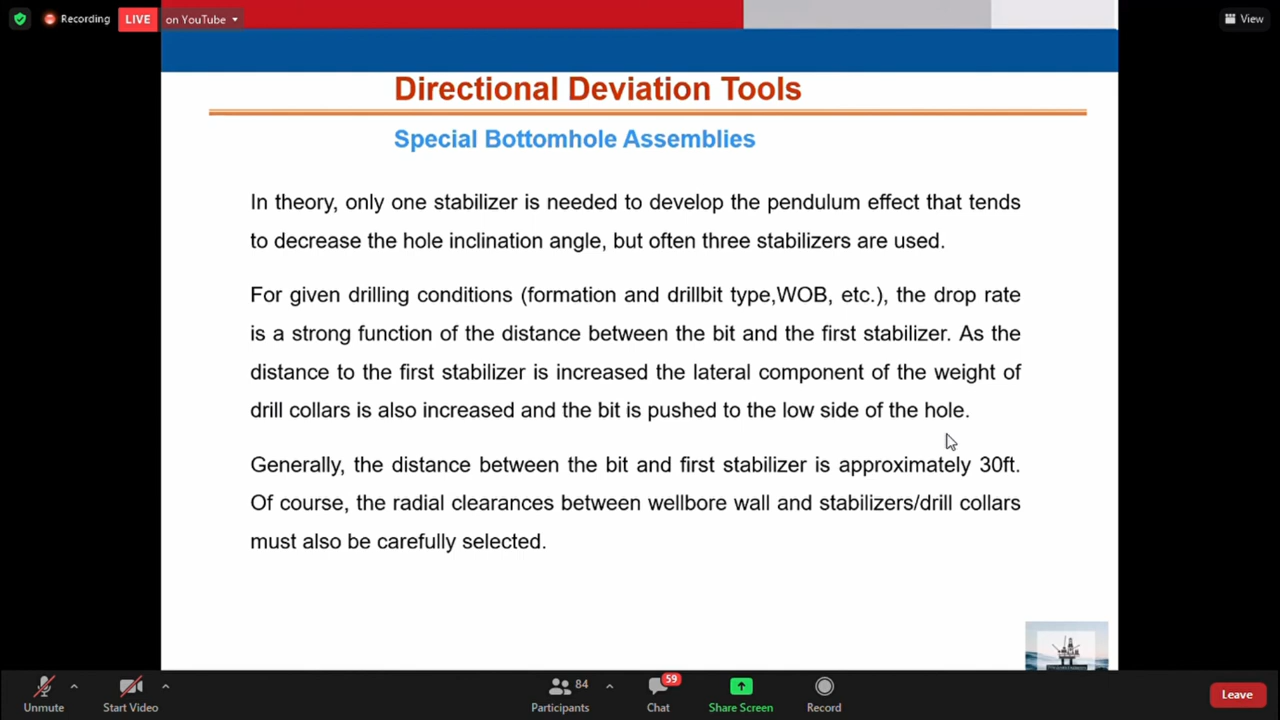 Recording LIVE on YouTube View
Directional Deviation Tools
Special Bottomhole Assemblies
In theory, only one stabilizer is needed to develop the pendulum effect that tends
to decrease the hole inclination angle, but often three stabilizers are used.
For given drilling conditions (formation and drillbit type,WOB, etc.), the drop rate
is a strong function of the distance between the bit and the first stabilizer. As the
distance to the first stabilizer is increased the lateral component of the weight of
drill collars is also increased and the bit is pushed to the low side of the hole.
Generally, the distance between the bit and first stabilizer is approximately 30ft.
Of course, the radial clearances between wellbore wall and stabilizers/drill collars
must also be carefully selected.
84 59
Unmute Start Video Participants Chat Share Screen Record Leave